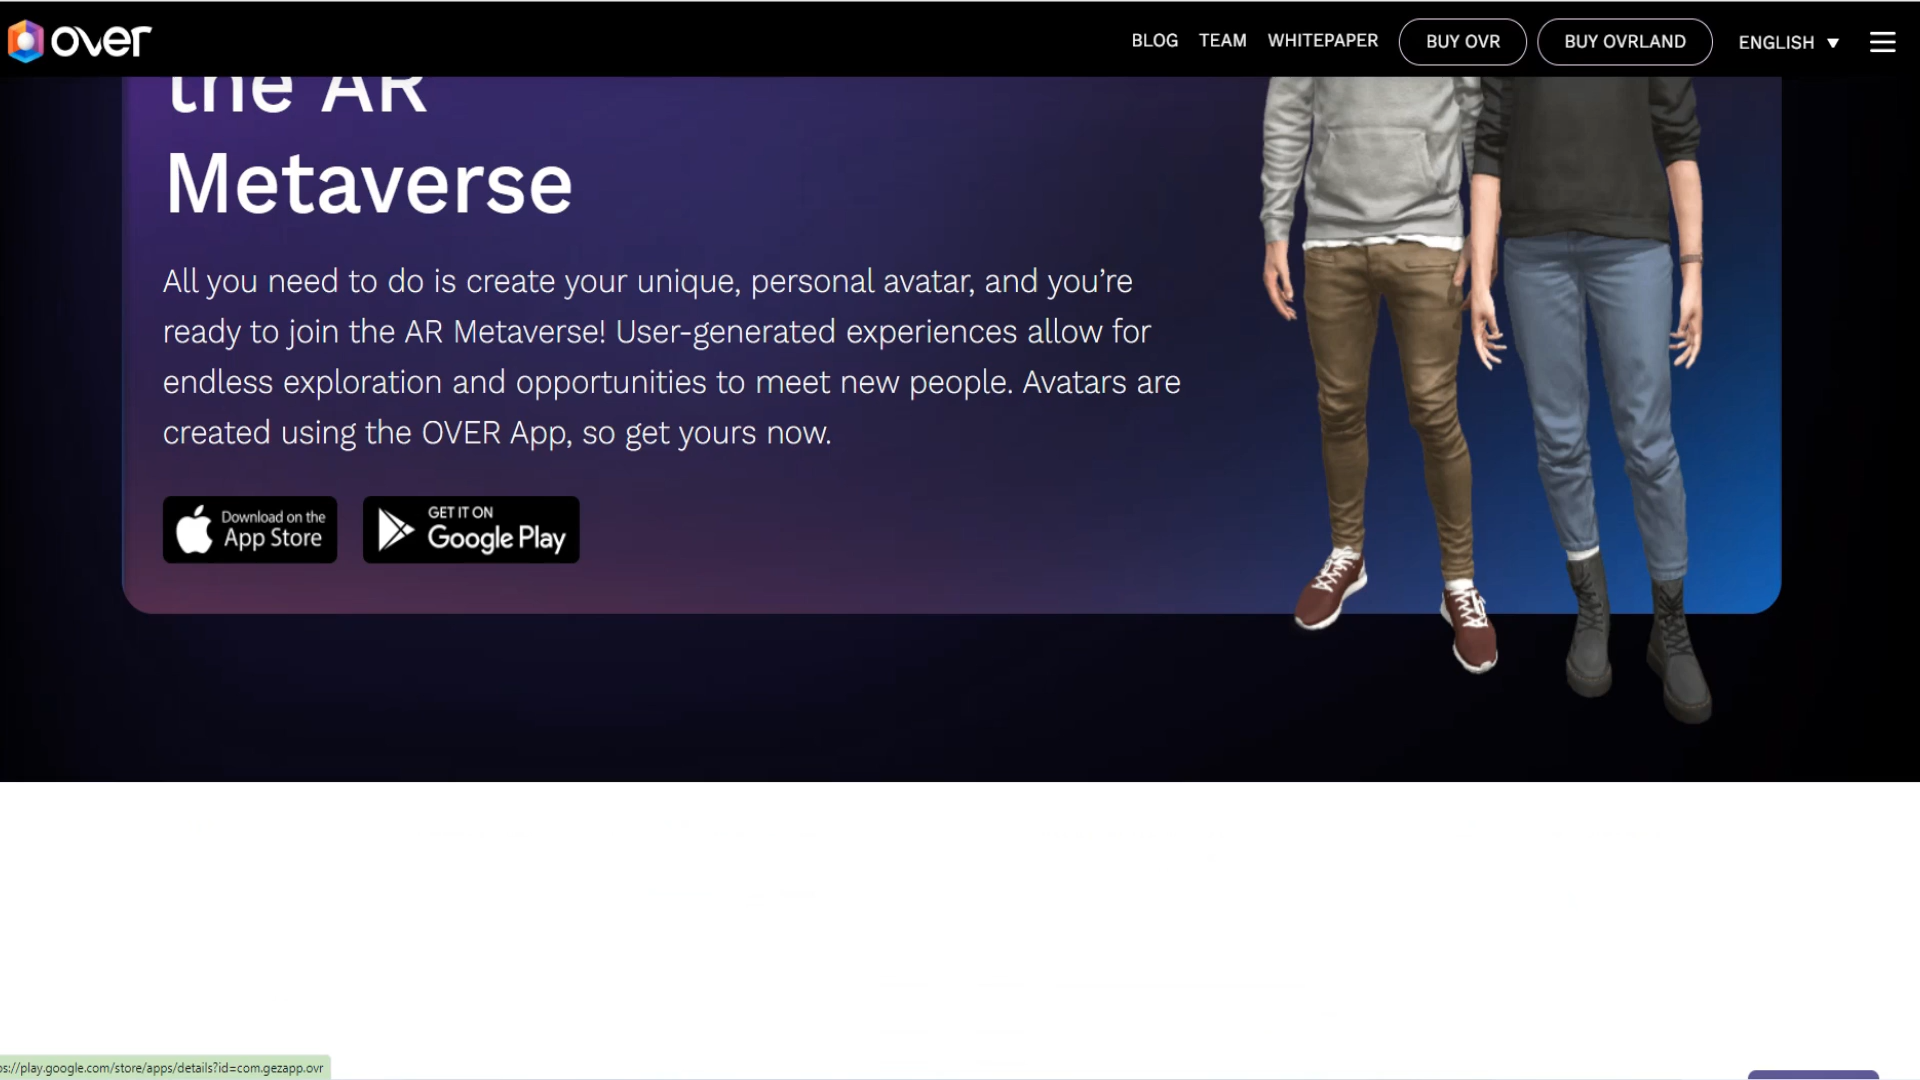 over
BLOG TEAM WHITEPAPER BUY OVR BUY OVRLAND ENGLISH
the AR
Metaverse
All you need to do is create your unique, personal avatar, and you’re
ready to join the AR Metaverse! User-generated experiences allow for
endless exploration and opportunities to meet new people. Avatars are
created using the OVER App, so get yours now.
Download on the
App Store
GET IT ON
Google Play
ps://play.google.com/store/apps/details?id=com.gezapp.ovr